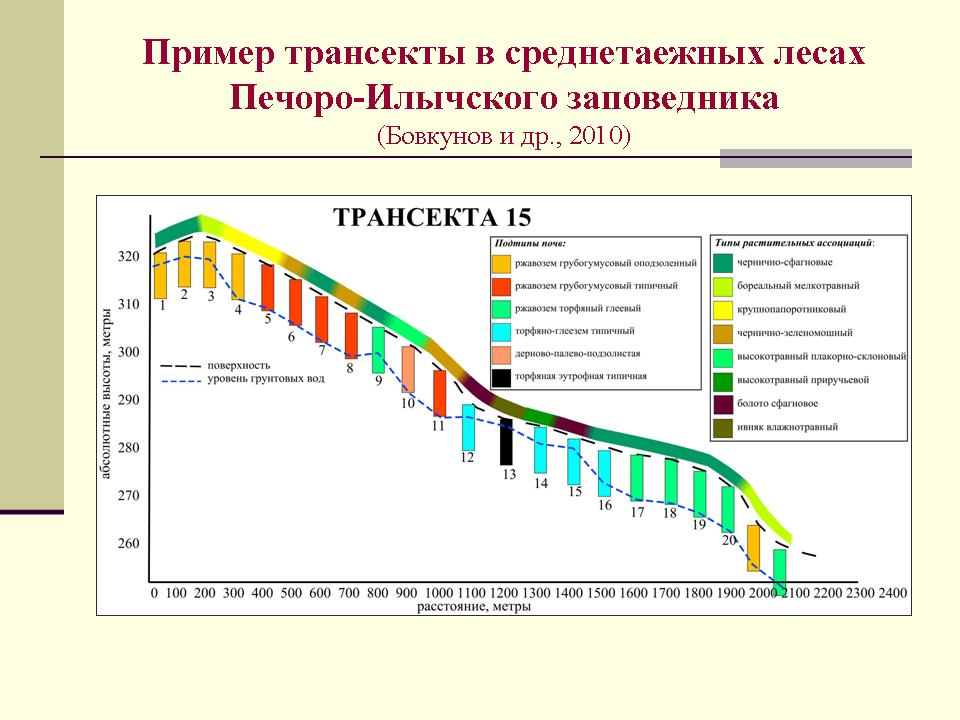 Пример трансекты в среднетаежных лесах
Печоро-Илычского заповедника
(Бовкунов и др., 2010)
ТРАНСЕКТА 15
абсолютные высоты, метры
320
310
300
290
280
270
260
поверхность
уровень грунтовых вод
Подтипы почв:
ржавозем грубогумусовый оподзоленный
ржавозем грубогумусовый типичный
ржавозем торфяный глеевый
торфяно-глеезем типичный
дерново-палево-подзолистая
торфяная эутрофная типичная
Типы растительных ассоциаций:
чернично-сфагновые
бореальный мелкотравный
крупнопапоротниковый
чернично-зеленомошный
высокотравный плакорно-склоновый
высокотравный приручьевой
болото сфагновое
ивняк влажнотравный
1 2 3 4 5 6 7 8 9 10 11 12 13 14 15 16 17 18 19 20
0 100 200 300 400 500 600 700 800 900 1000 1100 1200 1300 1400 1500 1600 1700 1800 1900 2000 2100 2200 2300 2400
расстояние, метры